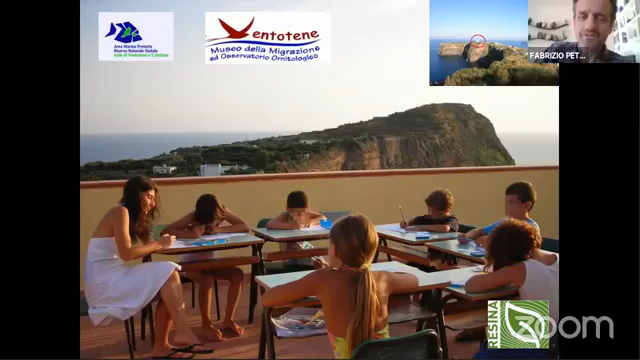 Area Marina Protetta
Riserva Naturale Statale
Isole di Ventotene e S. Stefano
Ventotene
Museo della Migrazione
ed Osservatorio Ornitologico
FABRIZIO PET...
RESINA
zoom